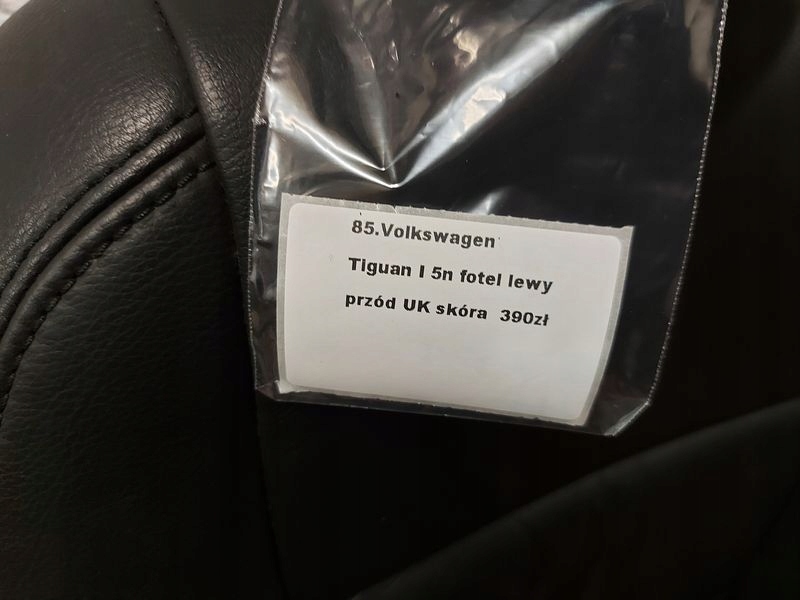 85.Volkswagen
Tiguan I 5n fotel lewy
przód UK skóra 390zł